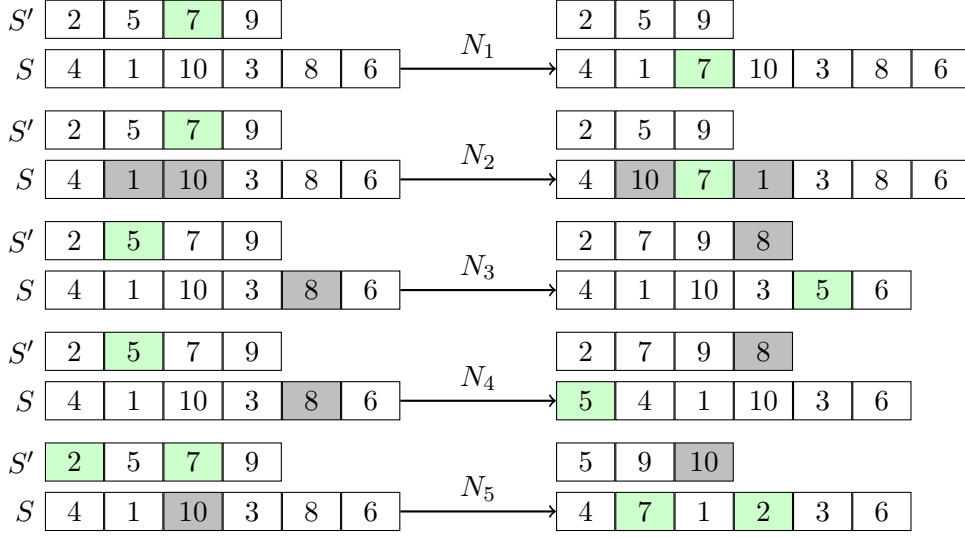 S′ 2 5 7 9 2 5 9
N₁
S 4 1 10 3 8 6 4 1 7 10 3 8 6
S′ 2 5 7 9 2 5 9
N₂
S 4 1 10 3 8 6 4 10 7 1 3 8 6
S′ 2 5 7 9 2 7 9 8
N₃
S 4 1 10 3 8 6 4 1 10 3 5 6
S′ 2 5 7 9 2 7 9 8
N₄
S 4 1 10 3 8 6 5 4 1 10 3 6
S′ 2 5 7 9 5 9 10
N₅
S 4 1 10 3 8 6 4 7 1 2 3 6